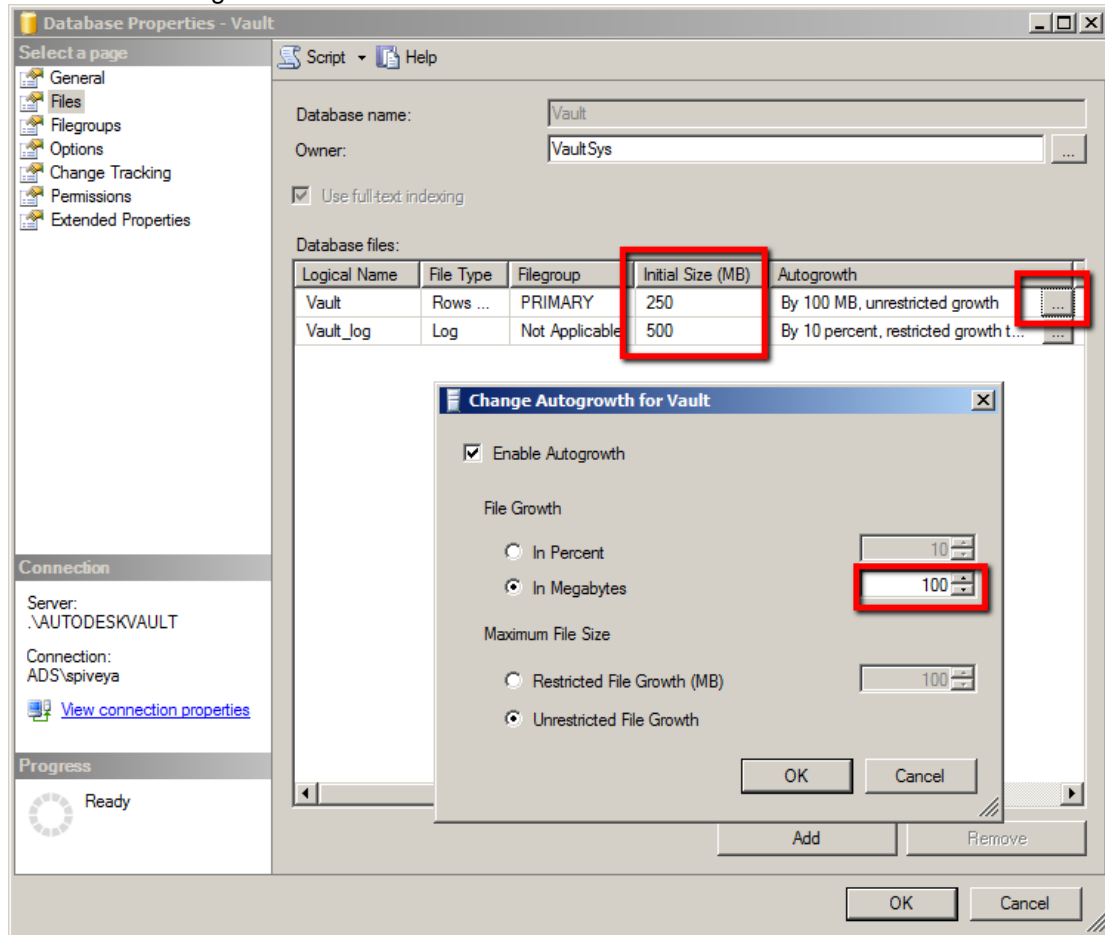 Database Properties - Vault
Select a page
General
Files
Filegroups
Options
Change Tracking
Permissions
Extended Properties
Script Help
Database name: Vault
Owner: VaultSys ...
Use full-text indexing
Database files:
Logical Name File Type Filegroup Initial Size (MB) Autogrowth
Vault Rows ... PRIMARY 250 By 100 MB, unrestricted growth ...
Vault_log Log Not Applicable 500 By 10 percent, restricted growth t... ...
Change Autogrowth for Vault
Enable Autogrowth
File Growth
In Percent 10
In Megabytes 100
Maximum File Size
Restricted File Growth (MB) 100
Unrestricted File Growth
OK Cancel
Connection
Server:
.\AUTODESKVAULT
Connection:
ADS\spiveya
View connection properties
Progress
Ready
Add Remove
OK Cancel